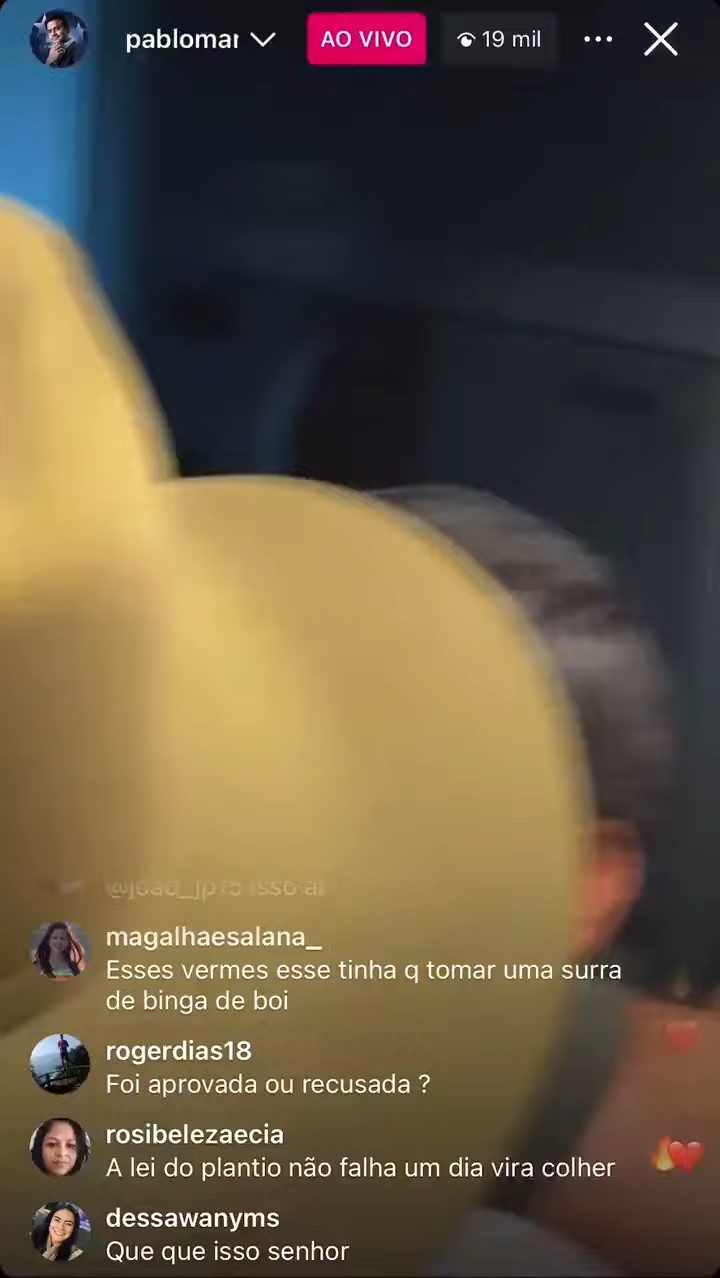 pablomar
AO VIVO
19 mil
magalhaesalana_
Esses vermes esse tinha q tomar uma surra
de binga de boi
rogerdias18
Foi aprovada ou recusada ?
rosibelezaecia
A lei do plantio não falha um dia vira colher
dessawanyms
Que que isso senhor